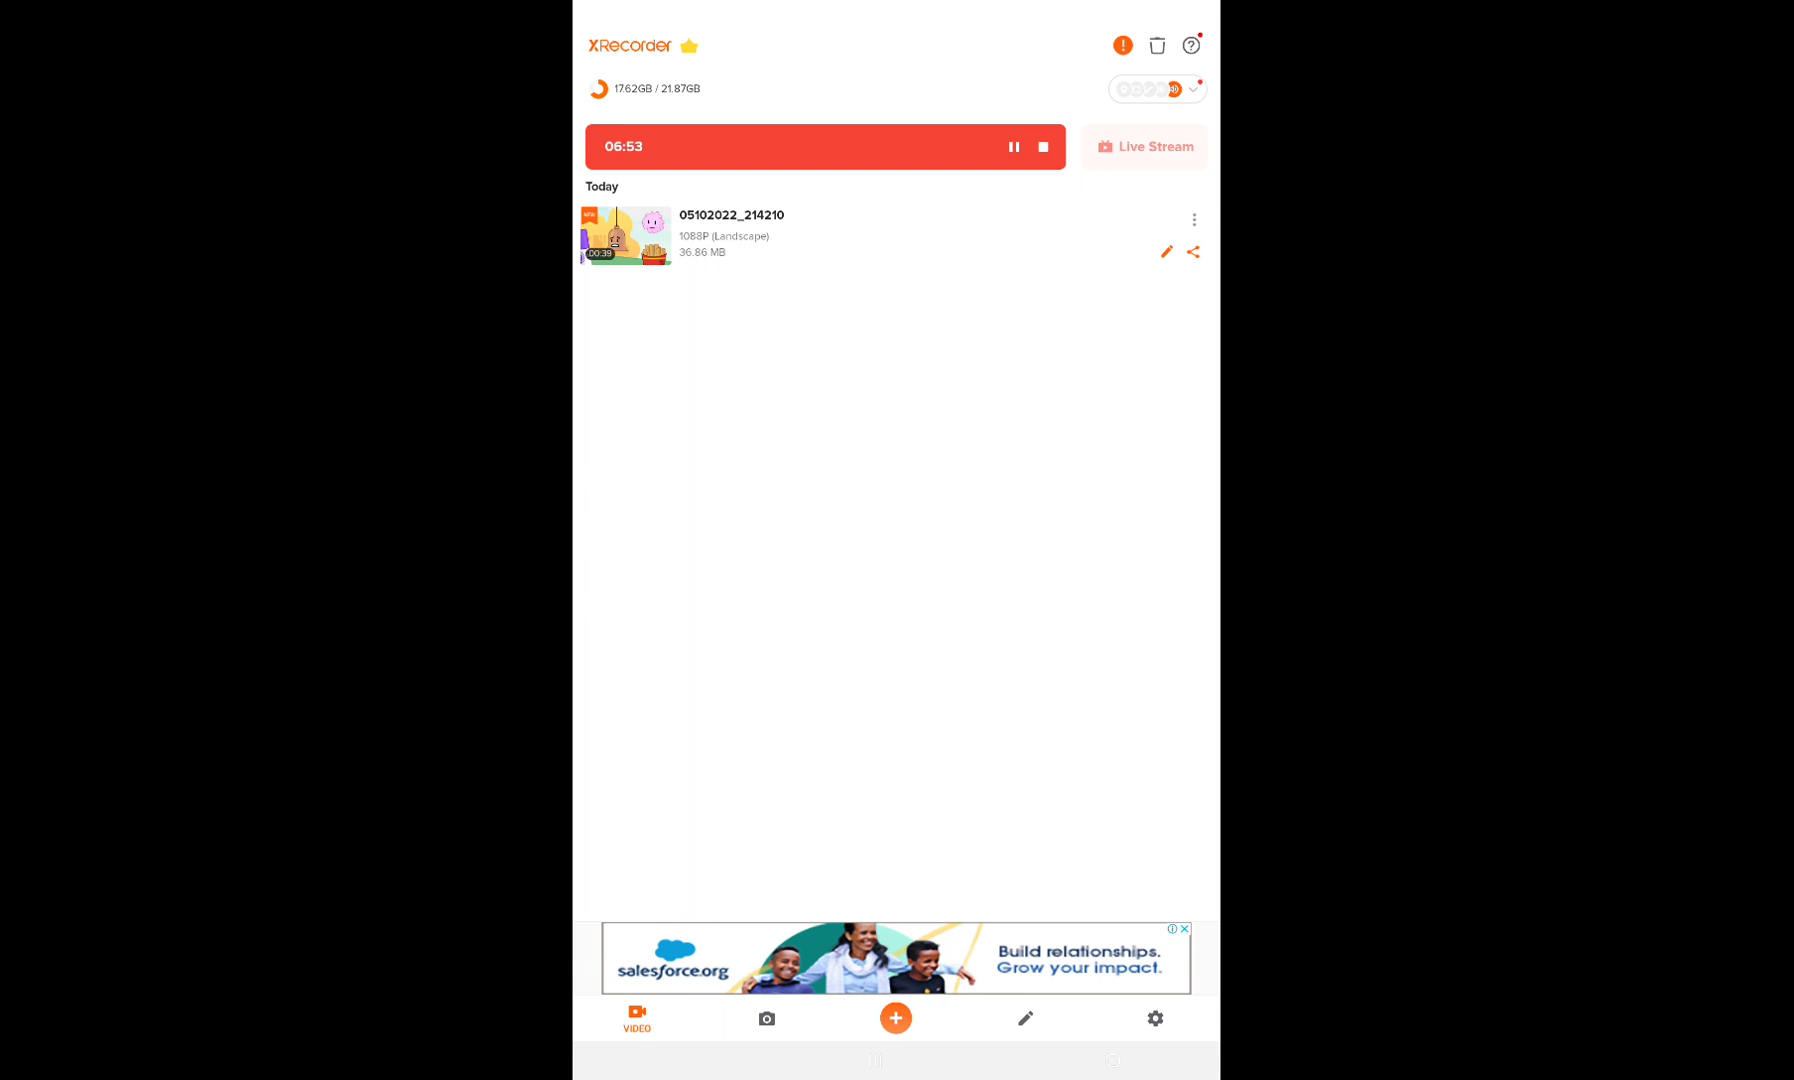 XRecorder
17.62GB / 21.87GB
06:53
Live Stream
Today
NEW
00:39
05102022_214210
1088P (Landscape)
36.86 MB
salesforce.org
Build relationships.
Grow your impact.
VIDEO